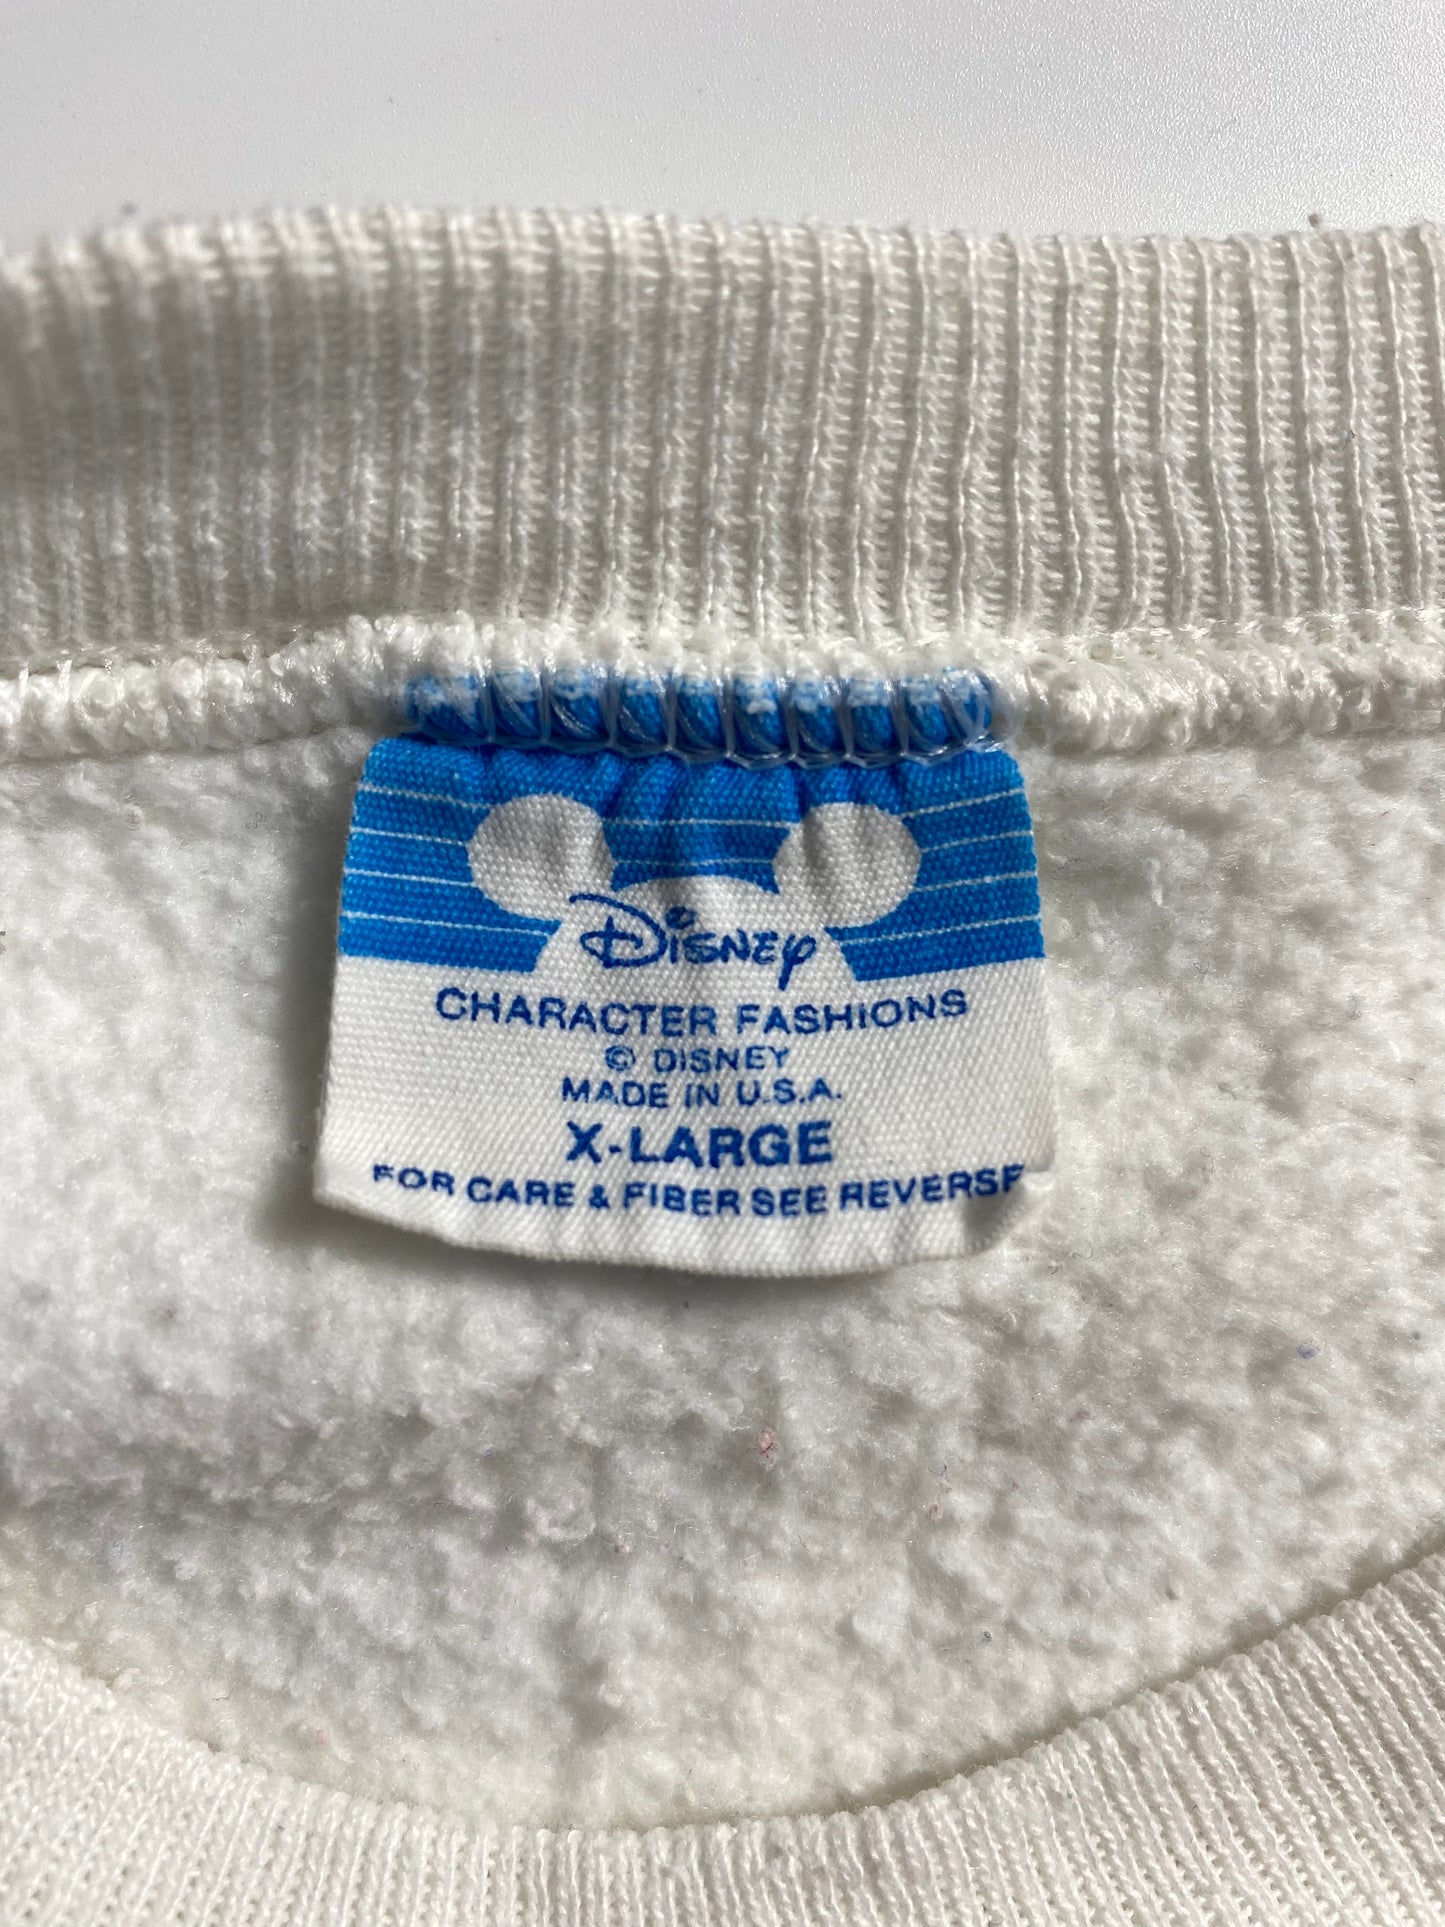 Disney
CHARACTER FASHIONS
© DISNEY
MADE IN U.S.A.
X-LARGE
FOR CARE & FIBER SEE REVERSE